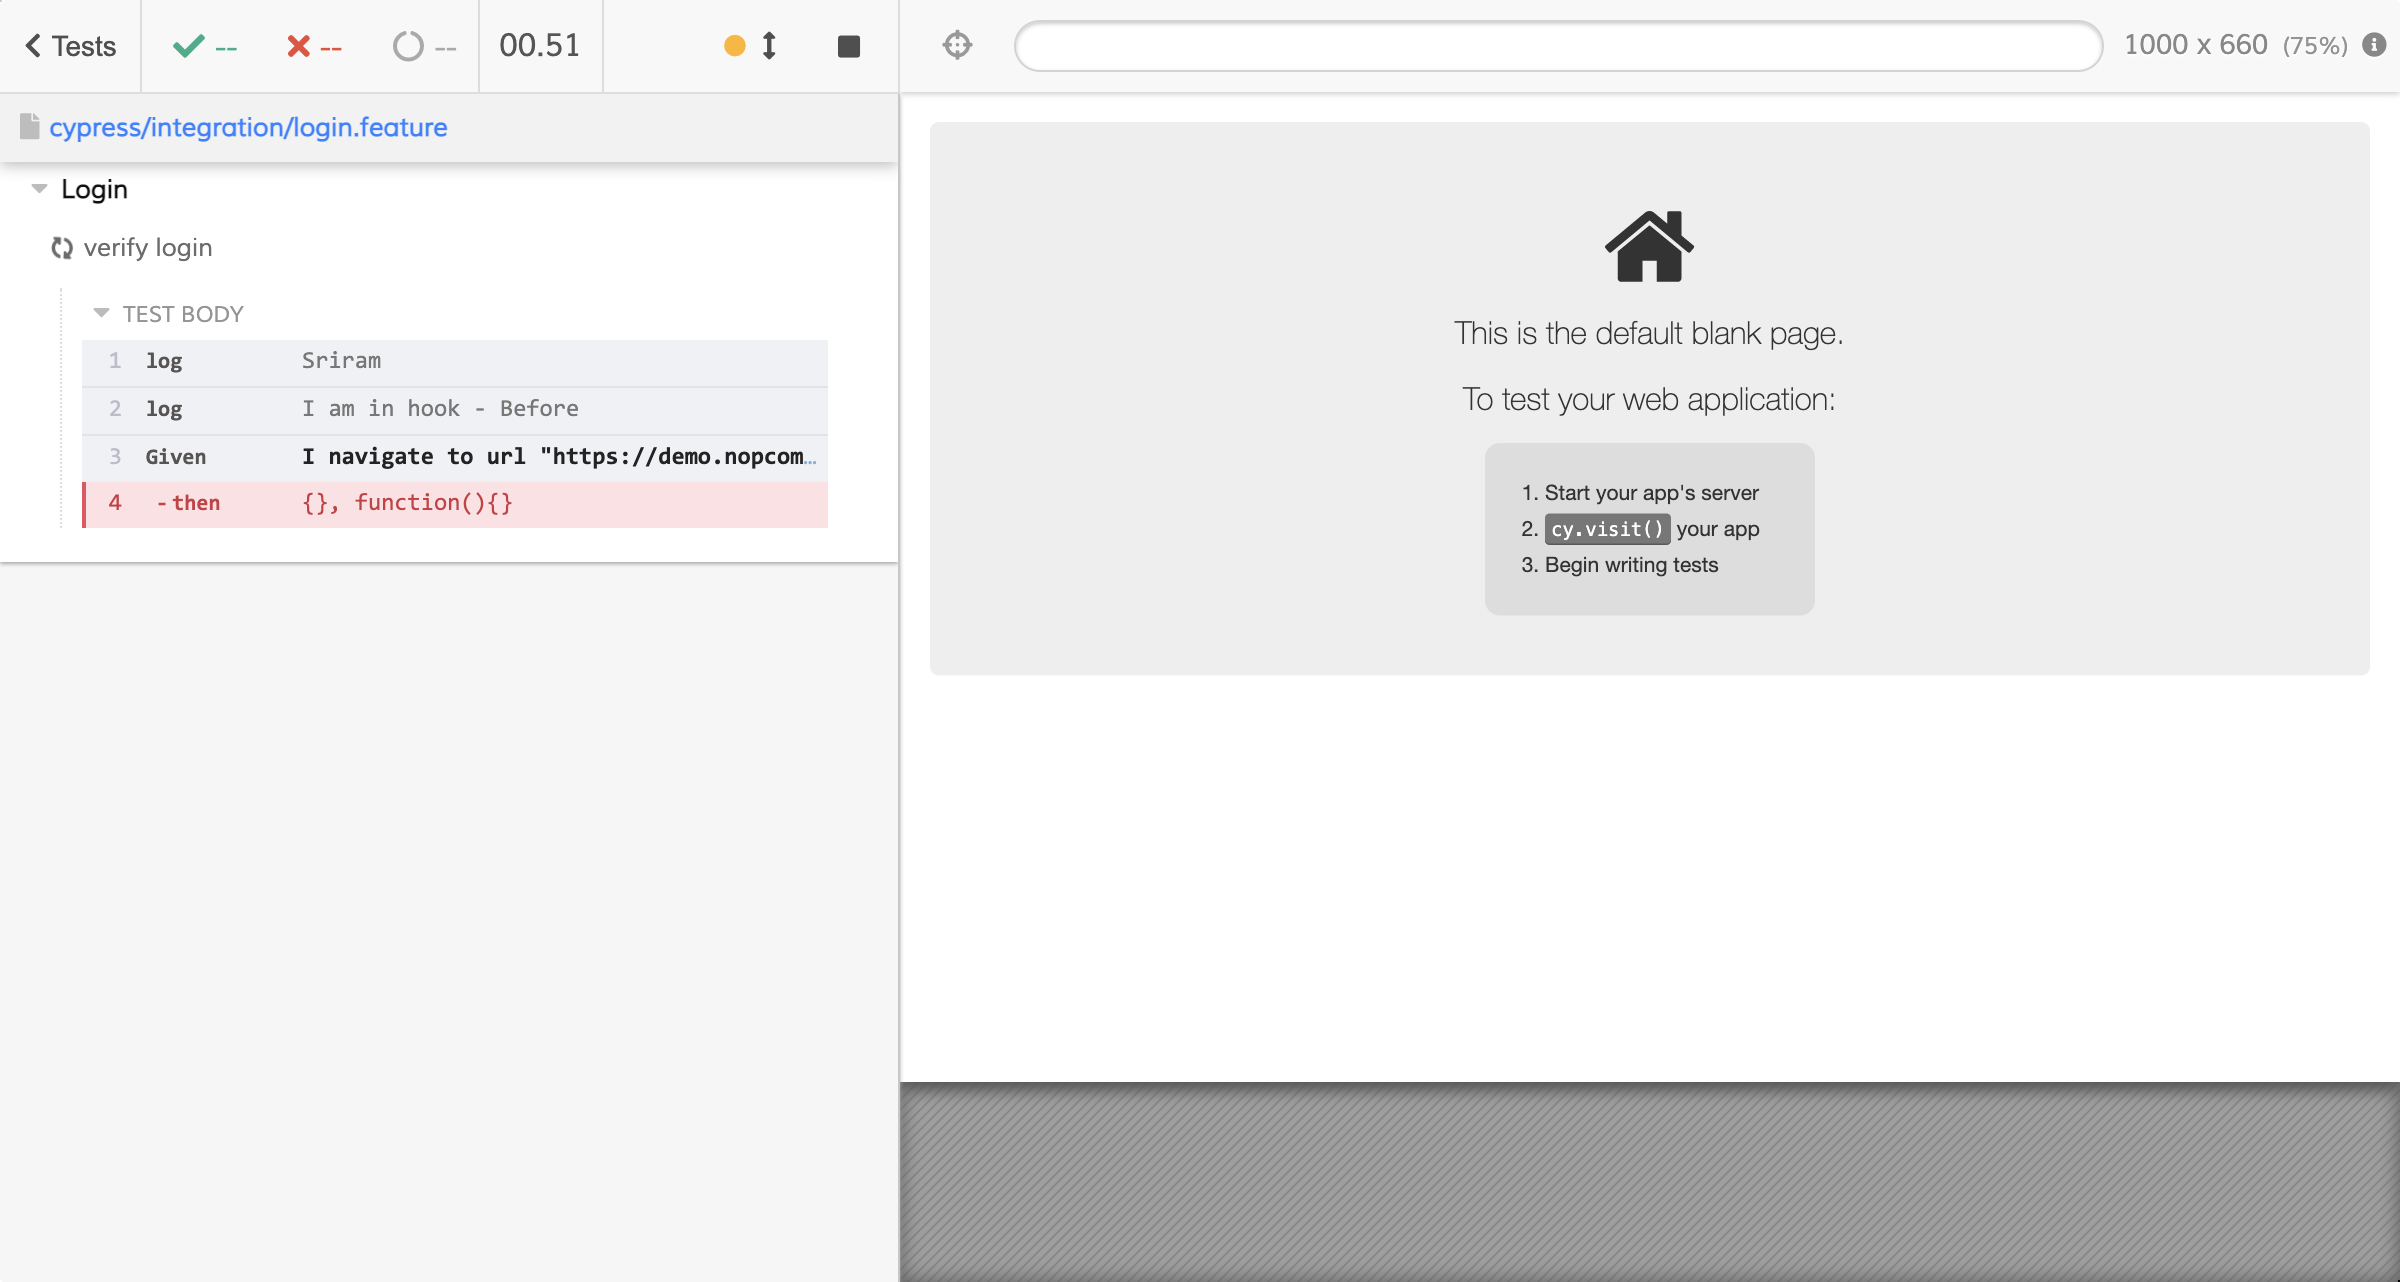 Tests -- -- -- 00.51
1000 x 660 (75%)
cypress/integration/login.feature
Login
verify login
TEST BODY
1 log Sriram
2 log I am in hook - Before
3 Given I navigate to url "https://demo.nopcom…
4 - then {}, function(){}
This is the default blank page.
To test your web application:
1. Start your app's server
2. cy.visit() your app
3. Begin writing tests